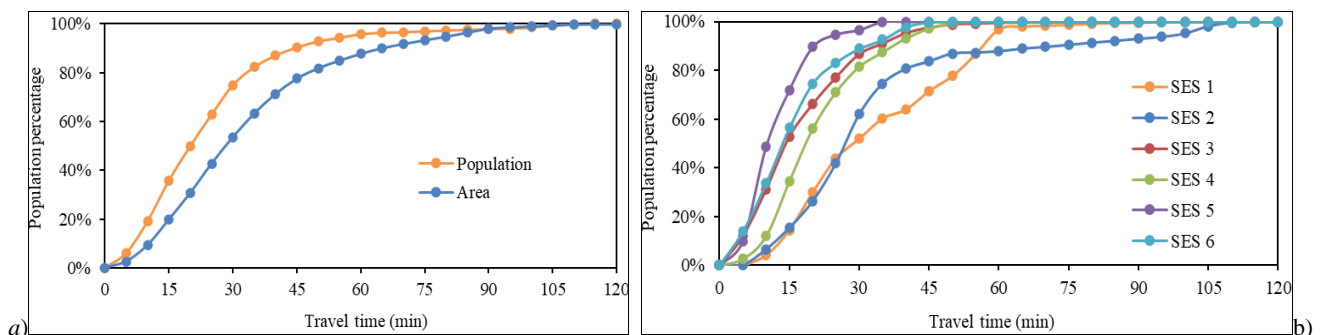 100%
80%
60%
40%
20%
0%
Population percentage
Population
Area
0 15 30 45 60 75 90 105 120
Travel time (min)
a)
100%
80%
60%
40%
20%
0%
Population percentage
SES 1
SES 2
SES 3
SES 4
SES 5
SES 6
0 15 30 45 60 75 90 105 120
Travel time (min)
b)